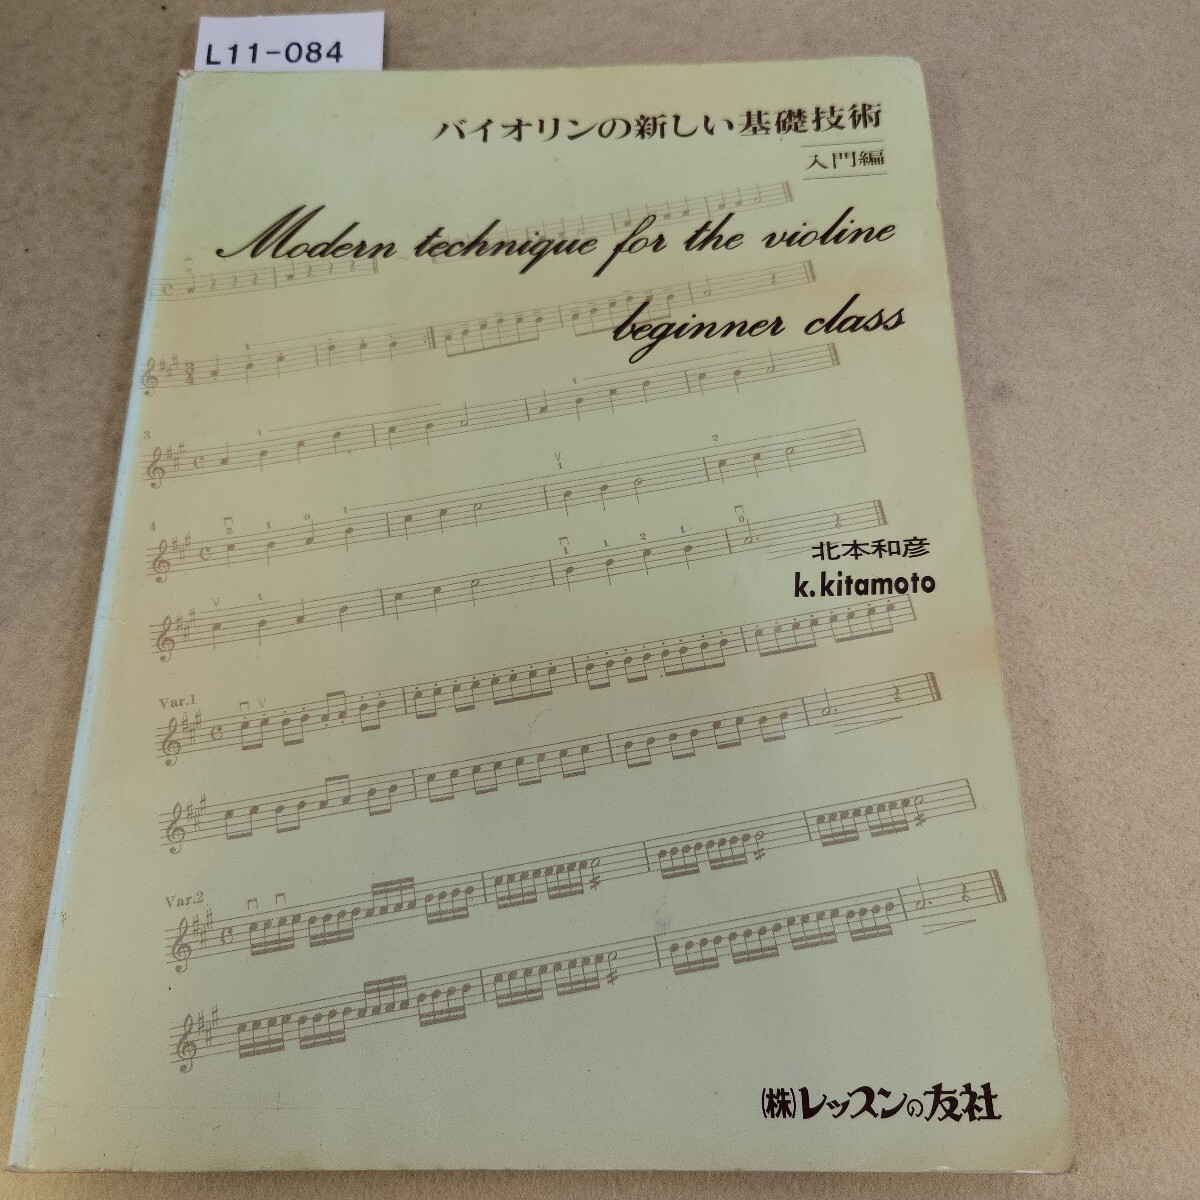 L11-084
バイオリンの新しい基礎技術
入門編
Modern technique for the violine
beginner class
3
4
北本和彦
k.kitamoto
Var.1
Var.2
(株)レッスンの友社